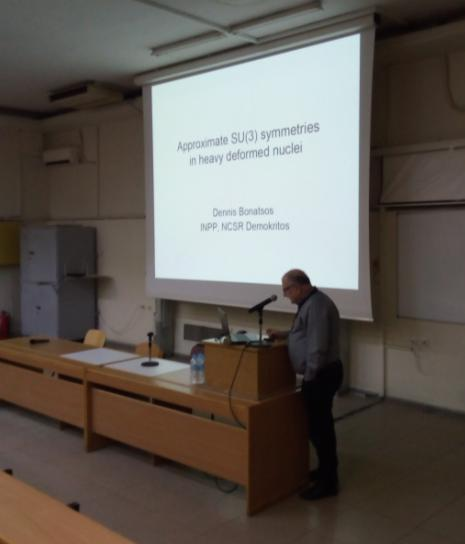 Approximate SU(3) symmetries
in heavy deformed nuclei
Dennis Bonatsos
INPP, NCSR Demokritos